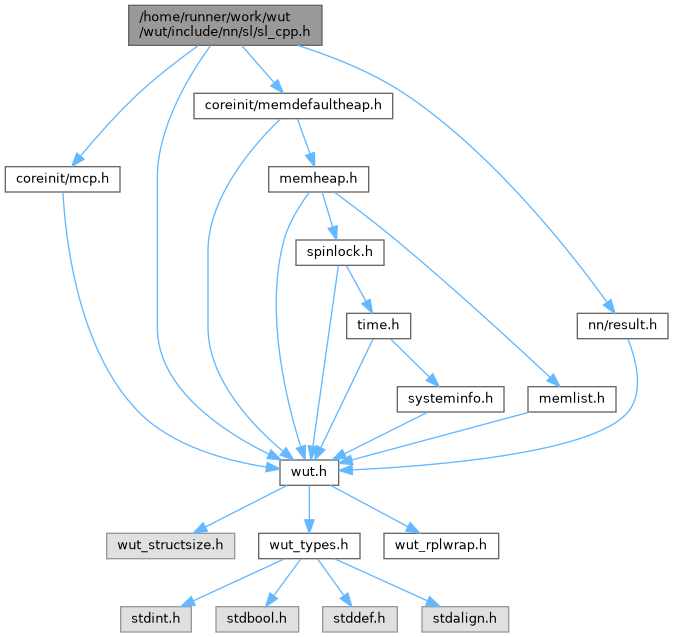 /home/runner/work/wut
/wut/include/nn/sl/sl_cpp.h
coreinit/memdefaultheap.h
coreinit/mcp.h
memheap.h
spinlock.h
time.h
nn/result.h
systeminfo.h
memlist.h
wut.h
wut_structsize.h
wut_types.h
wut_rplwrap.h
stdint.h
stdbool.h
stddef.h
stdalign.h